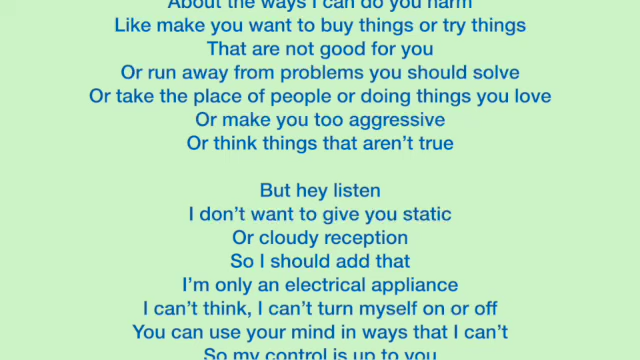 About the ways I can do you harm
Like make you want to buy things or try things
That are not good for you
Or run away from problems you should solve
Or take the place of people or doing things you love
Or make you too aggressive
Or think things that aren’t true
But hey listen
I don’t want to give you static
Or cloudy reception
So I should add that
I’m only an electrical appliance
I can’t think, I can’t turn myself on or off
You can use your mind in ways that I can’t
So my control is up to you